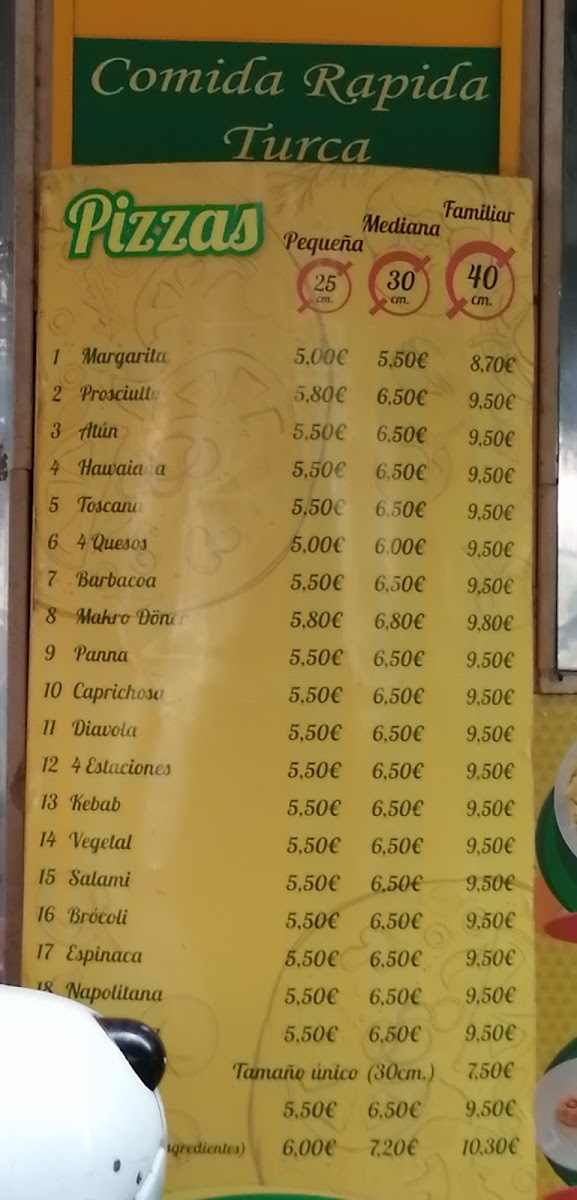 Comida Rapida
Turca
Pizzas Pequeña Mediana Familiar
25 cm. 30 cm. 40 cm.
1 Margarita 5,00€ 5,50€ 8,70€
2 Prosciutto 5,80€ 6,50€ 9,50€
3 Atún 5,50€ 6,50€ 9,50€
4 Hawaiana 5,50€ 6,50€ 9,50€
5 Toscana 5,50€ 6,50€ 9,50€
6 4 Quesos 5,00€ 6,00€ 9,50€
7 Barbacoa 5,50€ 6,50€ 9,50€
8 Makro Döner 5,80€ 6,80€ 9,80€
9 Panna 5,50€ 6,50€ 9,50€
10 Caprichosa 5,50€ 6,50€ 9,50€
11 Diavola 5,50€ 6,50€ 9,50€
12 4 Estaciones 5,50€ 6,50€ 9,50€
13 Kebab 5,50€ 6,50€ 9,50€
14 Vegetal 5,50€ 6,50€ 9,50€
15 Salami 5,50€ 6,50€ 9,50€
16 Brócoli 5,50€ 6,50€ 9,50€
17 Espinaca 5,50€ 6,50€ 9,50€
18 Napolitana 5,50€ 6,50€ 9,50€
5,50€ 6,50€ 9,50€
Tamaño único (30cm.) 7,50€
5,50€ 6,50€ 9,50€
ingredientes) 6,00€ 7,20€ 10,30€